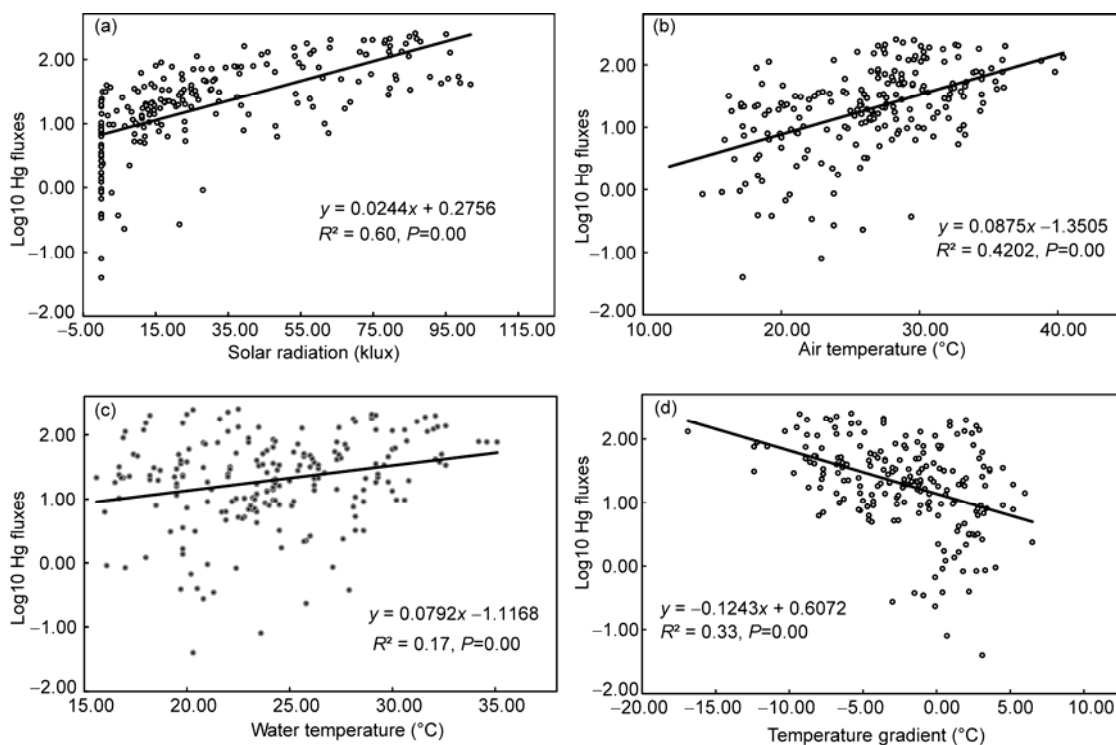 (a)
Log10 Hg fluxes
2.00
1.00
0.00
−1.00
−2.00
y = 0.0244x + 0.2756
R² = 0.60, P=0.00
−5.00 15.00 35.00 55.00 75.00 95.00 115.00
Solar radiation (klux)
(b)
Log10 Hg fluxes
2.00
1.00
0.00
−1.00
−2.00
y = 0.0875x −1.3505
R² = 0.4202, P=0.00
10.00 20.00 30.00 40.00
Air temperature (°C)
(c)
Log10 Hg fluxes
2.00
1.00
0.00
−1.00
−2.00
y = 0.0792x −1.1168
R² = 0.17, P=0.00
15.00 20.00 25.00 30.00 35.00
Water temperature (°C)
(d)
Log10 Hg fluxes
2.00
1.00
0.00
−1.00
−2.00
y = −0.1243x + 0.6072
R² = 0.33, P=0.00
−20.00 −15.00 −10.00 −5.00 0.00 5.00 10.00
Temperature gradient (°C)